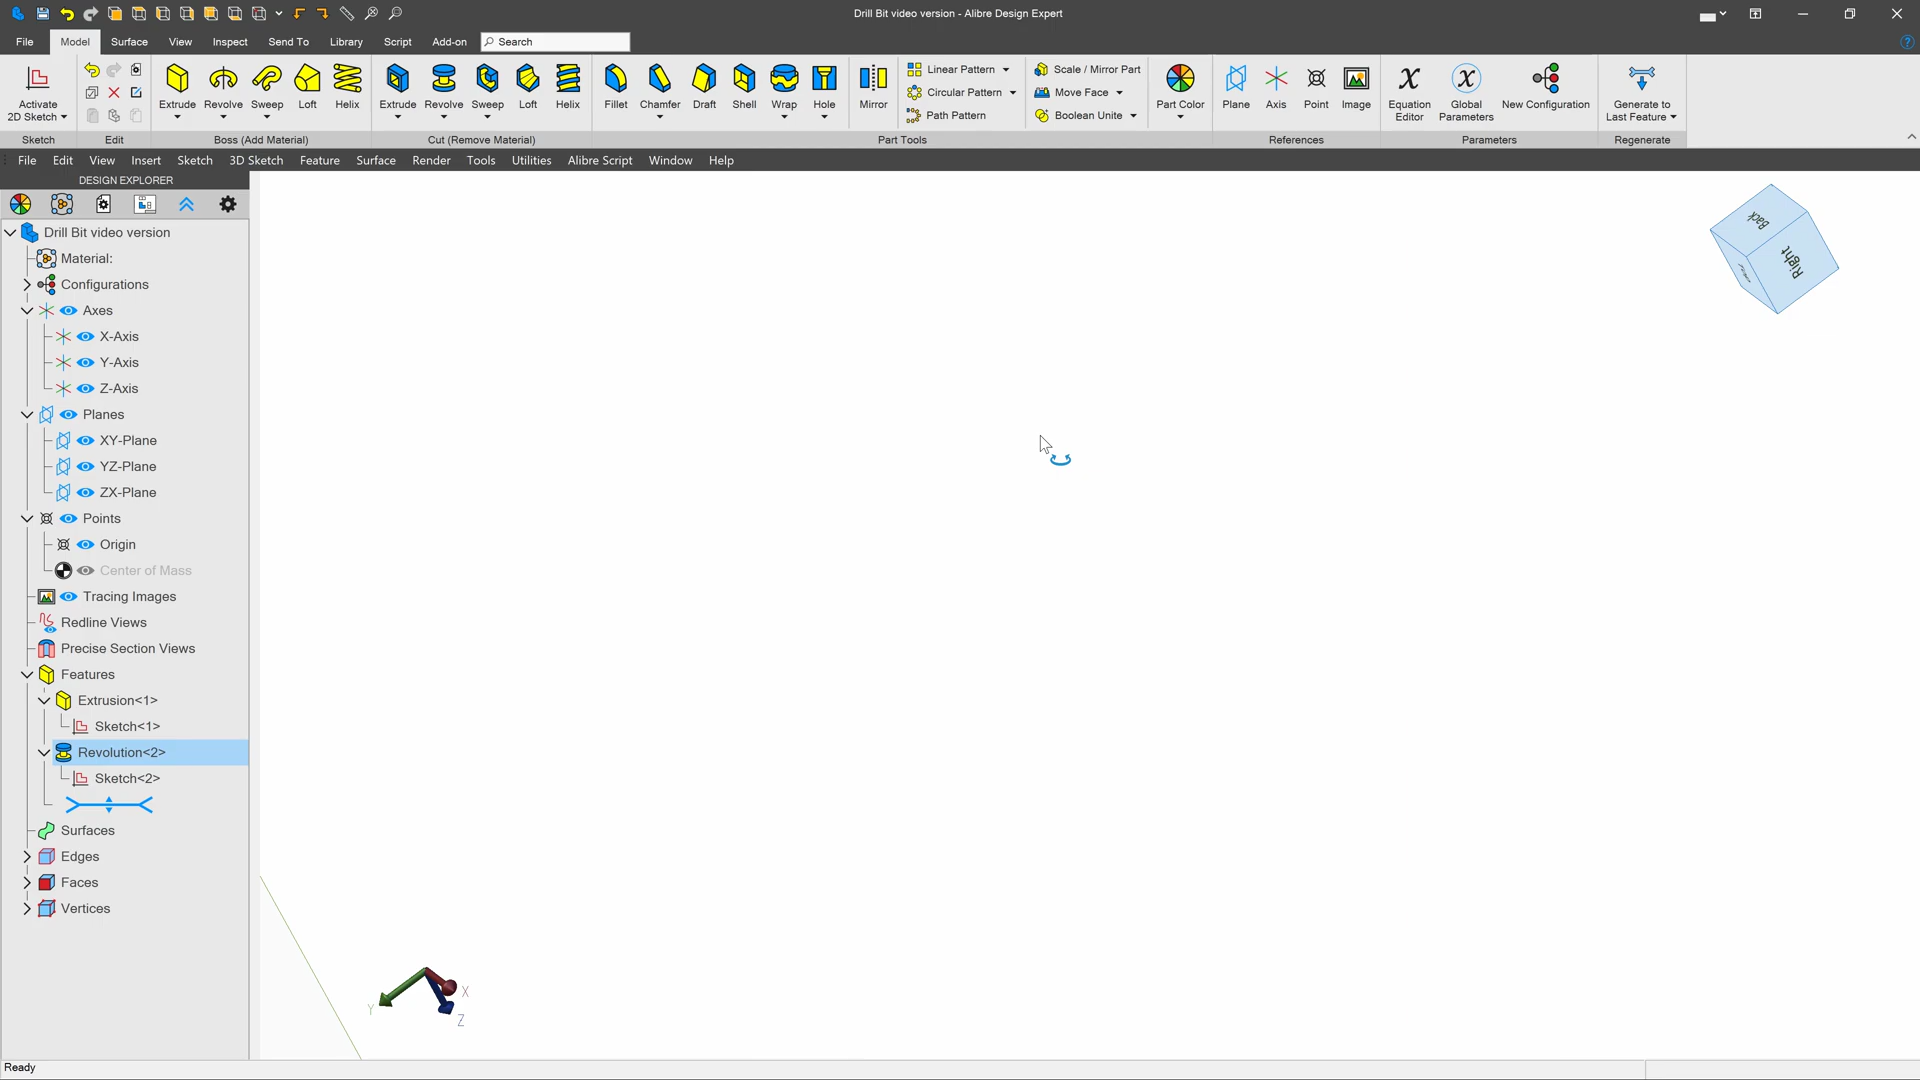 Drill Bit video version - Alibre Design Expert
File Model Surface View Inspect Send To Library Script Add-on Search
Activate 2D Sketch
Extrude Revolve Sweep Loft Helix
Extrude Revolve Sweep Loft Helix
Fillet Chamfer Draft Shell Wrap Hole
Mirror
Linear Pattern
Circular Pattern
Path Pattern
Scale / Mirror Part
Move Face
Boolean Unite
Part Color
Plane Axis Point Image
Equation Editor
Global Parameters
New Configuration
Generate to Last Feature
Sketch Edit Boss (Add Material) Cut (Remove Material) Part Tools References Parameters Regenerate
File Edit View Insert Sketch 3D Sketch Feature Surface Render Tools Utilities Alibre Script Window Help
DESIGN EXPLORER
Drill Bit video version
Material:
Configurations
Axes
X-Axis
Y-Axis
Z-Axis
Planes
XY-Plane
YZ-Plane
ZX-Plane
Points
Origin
Center of Mass
Tracing Images
Redline Views
Precise Section Views
Features
Extrusion<1>
Sketch<1>
Revolution<2>
Sketch<2>
Surfaces
Edges
Faces
Vertices
Back
Right
X
Y
Z
Ready